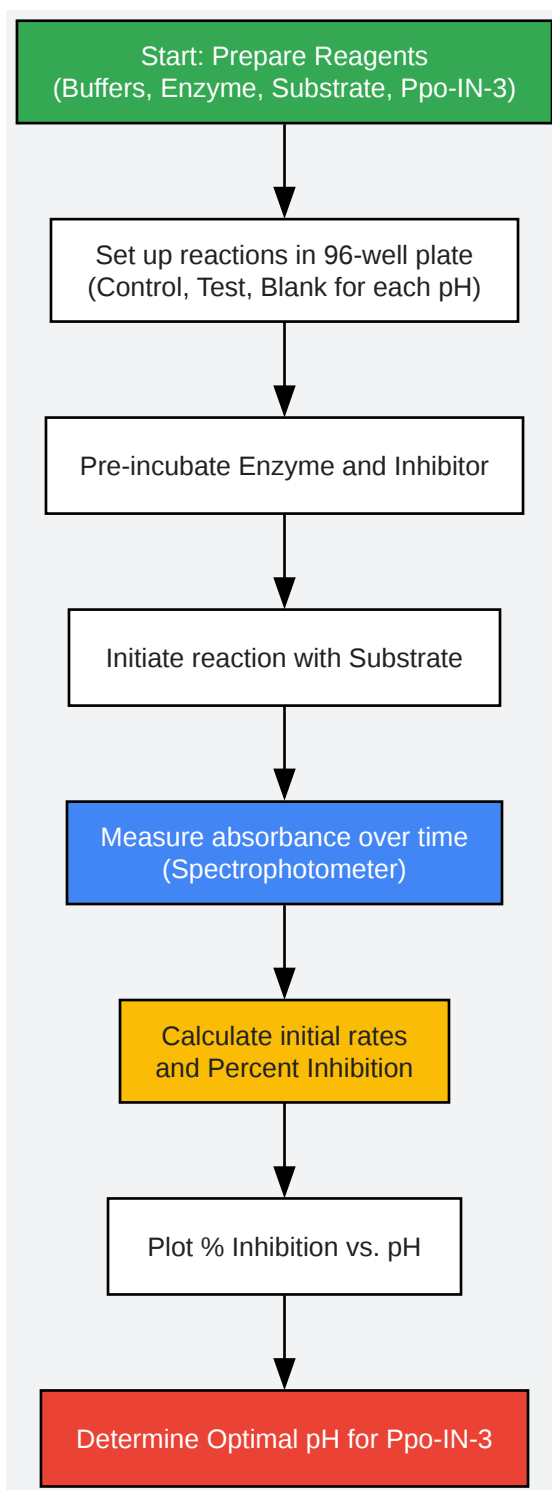 Start: Prepare Reagents
(Buffers, Enzyme, Substrate, Ppo-IN-3)
Set up reactions in 96-well plate
(Control, Test, Blank for each pH)
Pre-incubate Enzyme and Inhibitor
Initiate reaction with Substrate
Measure absorbance over time
(Spectrophotometer)
Calculate initial rates
and Percent Inhibition
Plot % Inhibition vs. pH
Determine Optimal pH for Ppo-IN-3